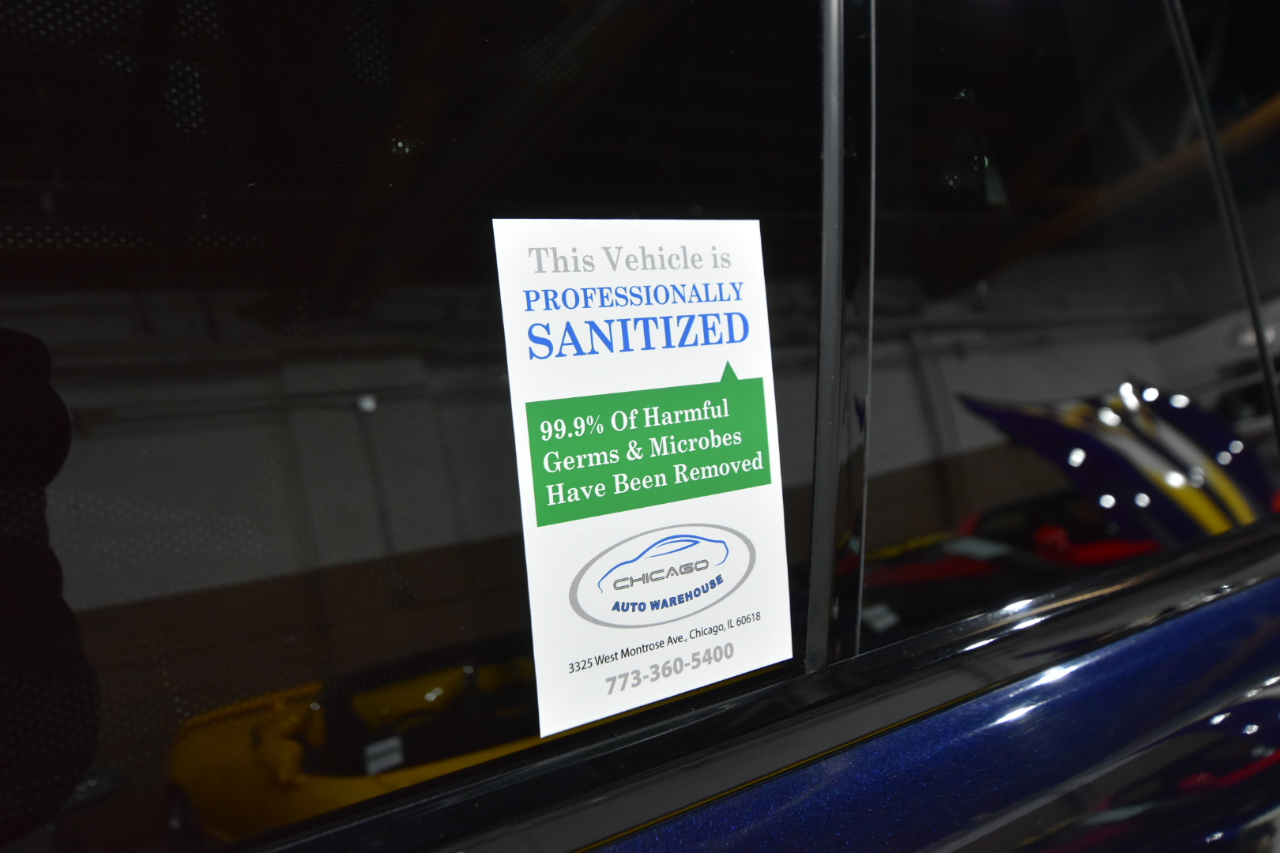 This Vehicle is
PROFESSIONALLY
SANITIZED
99.9% Of Harmful
Germs & Microbes
Have Been Removed
CHICAGO
AUTO WAREHOUSE
3325 West Montrose Ave., Chicago, IL 60618
773-360-5400